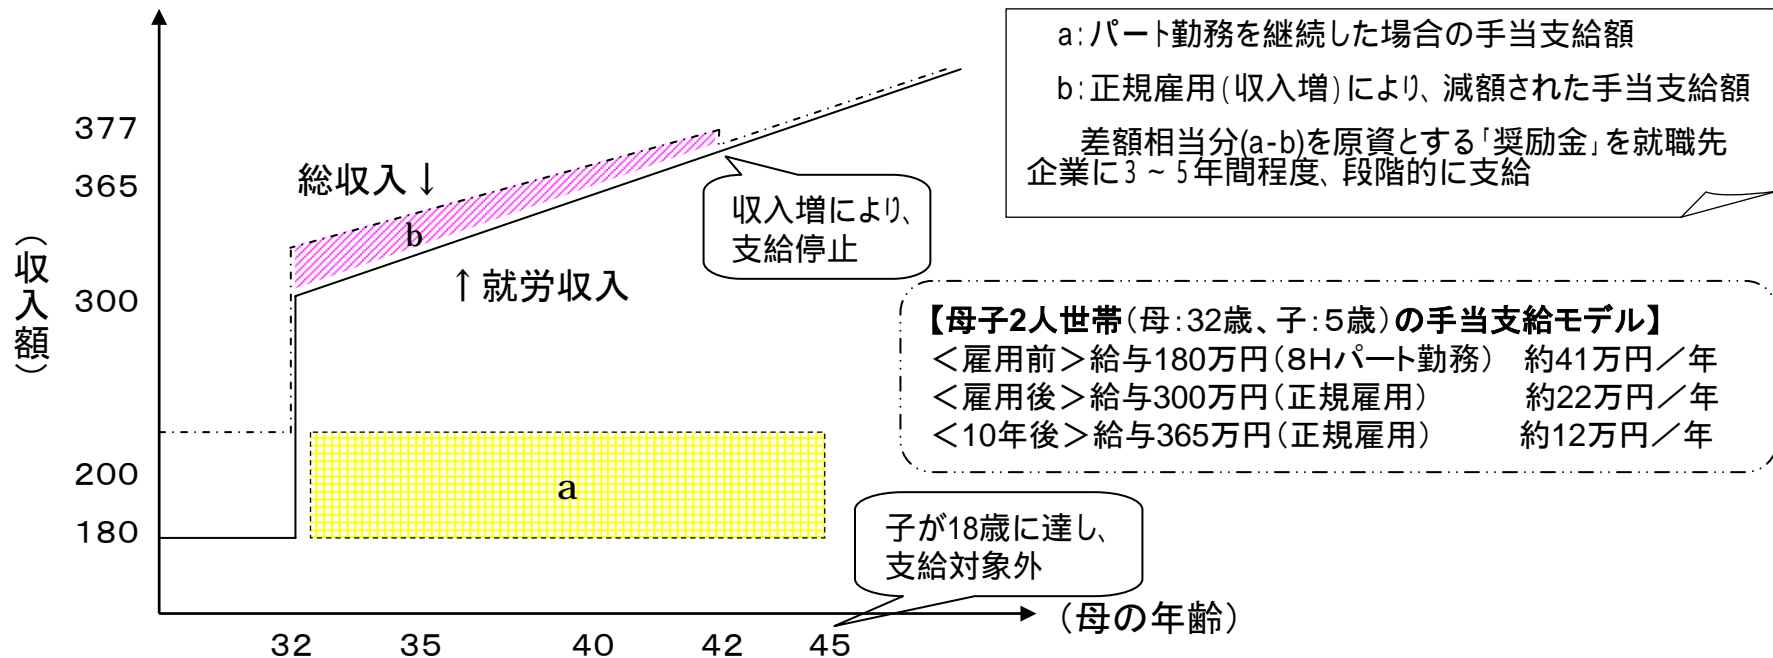 a:パート勤務を継続した場合の手当支給額
b:正規雇用(収入増)により、減額された手当支給額
差額相当分(a-b)を原資とする「奨励金」を就職先
企業に3~5年間程度、段階的に支給
377
365
300
200
180
(収入額)
総収入↓
b
↑就労収入
収入増により、
支給停止
【母子2人世帯(母:32歳、子:5歳)の手当支給モデル】
<雇用前>給与180万円(8Hパート勤務) 約41万円/年
<雇用後>給与300万円(正規雇用) 約22万円/年
<10年後>給与365万円(正規雇用) 約12万円/年
a
子が18歳に達し、
支給対象外
(母の年齢)
32 35 40 42 45